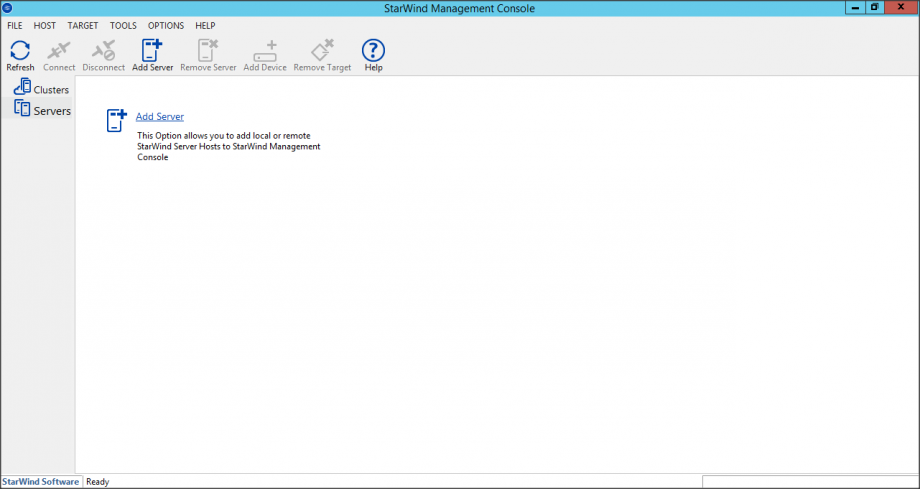 StarWind Management Console
FILE HOST TARGET TOOLS OPTIONS HELP
Refresh Connect Disconnect Add Server Remove Server Add Device Remove Target Help
Clusters
Servers
Add Server
This Option allows you to add local or remote
StarWind Server Hosts to StarWind Management
Console
StarWind Software Ready